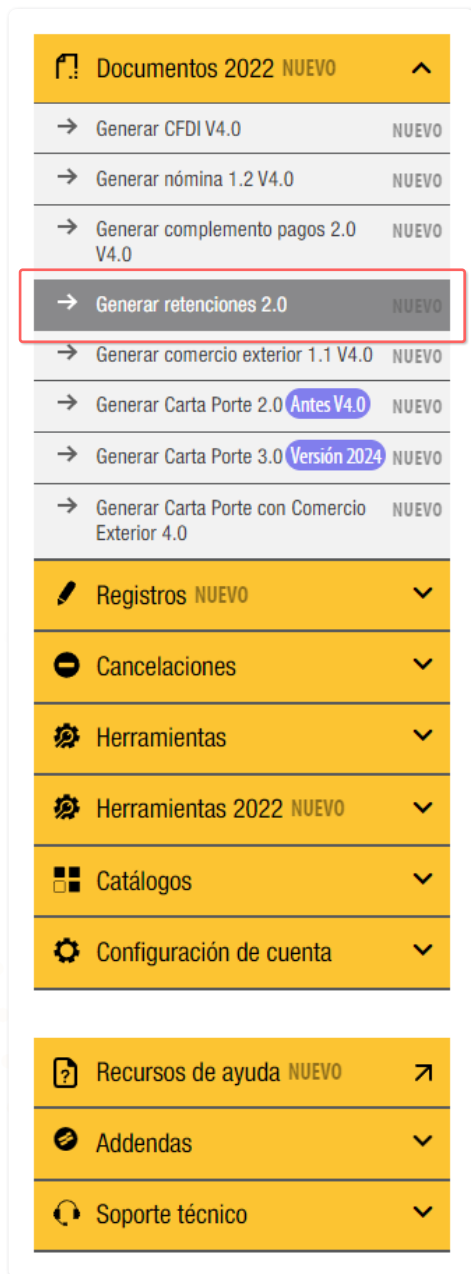 Documentos 2022 NUEVO
Generar CFDI V4.0 NUEVO
Generar nómina 1.2 V4.0 NUEVO
Generar complemento pagos 2.0 NUEVO
V4.0
Generar retenciones 2.0 NUEVO
Generar comercio exterior 1.1 V4.0 NUEVO
Generar Carta Porte 2.0 Antes V4.0 NUEVO
Generar Carta Porte 3.0 Versión 2024 NUEVO
Generar Carta Porte con Comercio NUEVO
Exterior 4.0
Registros NUEVO
Cancelaciones
Herramientas
Herramientas 2022 NUEVO
Catálogos
Configuración de cuenta
Recursos de ayuda NUEVO
Addendas
Soporte técnico